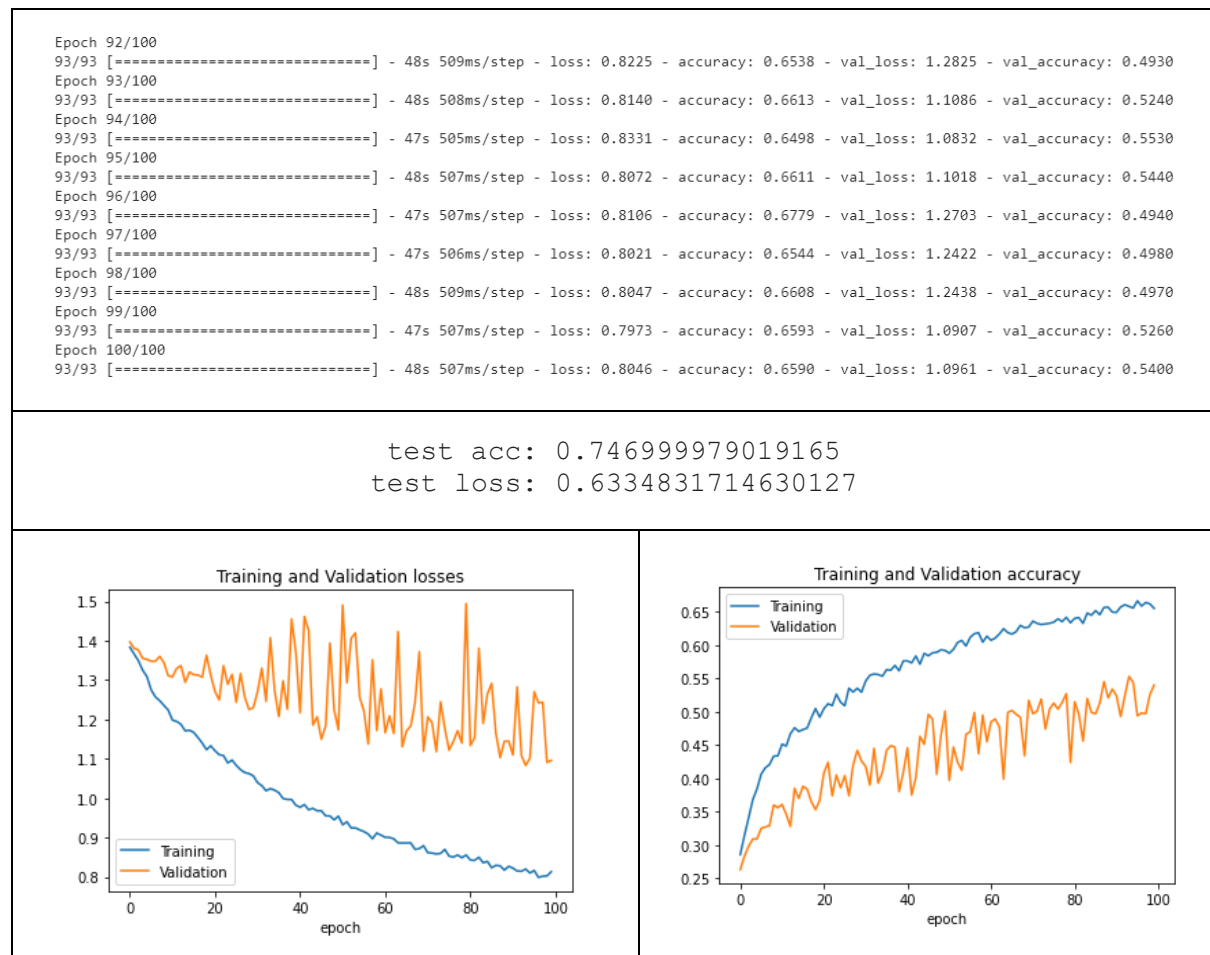 Epoch 92/100
93/93 [==============================] - 48s 509ms/step - loss: 0.8225 - accuracy: 0.6538 - val_loss: 1.2825 - val_accuracy: 0.4930
Epoch 93/100
93/93 [==============================] - 48s 508ms/step - loss: 0.8140 - accuracy: 0.6613 - val_loss: 1.1086 - val_accuracy: 0.5240
Epoch 94/100
93/93 [==============================] - 47s 505ms/step - loss: 0.8331 - accuracy: 0.6498 - val_loss: 1.0832 - val_accuracy: 0.5530
Epoch 95/100
93/93 [==============================] - 48s 507ms/step - loss: 0.8072 - accuracy: 0.6611 - val_loss: 1.1018 - val_accuracy: 0.5440
Epoch 96/100
93/93 [==============================] - 47s 507ms/step - loss: 0.8106 - accuracy: 0.6779 - val_loss: 1.2703 - val_accuracy: 0.4940
Epoch 97/100
93/93 [==============================] - 47s 506ms/step - loss: 0.8021 - accuracy: 0.6544 - val_loss: 1.2422 - val_accuracy: 0.4980
Epoch 98/100
93/93 [==============================] - 48s 509ms/step - loss: 0.8047 - accuracy: 0.6608 - val_loss: 1.2438 - val_accuracy: 0.4970
Epoch 99/100
93/93 [==============================] - 47s 507ms/step - loss: 0.7973 - accuracy: 0.6593 - val_loss: 1.0907 - val_accuracy: 0.5260
Epoch 100/100
93/93 [==============================] - 48s 507ms/step - loss: 0.8046 - accuracy: 0.6590 - val_loss: 1.0961 - val_accuracy: 0.5400
test acc: 0.746999979019165
test loss: 0.6334831714630127
Training and Validation losses
1.5
1.4
1.3
1.2
1.1
1.0
0.9
0.8
Training
Validation
0 20 40 60 80 100
epoch
Training and Validation accuracy
Training
Validation
0.65
0.60
0.55
0.50
0.45
0.40
0.35
0.30
0.25
0 20 40 60 80 100
epoch